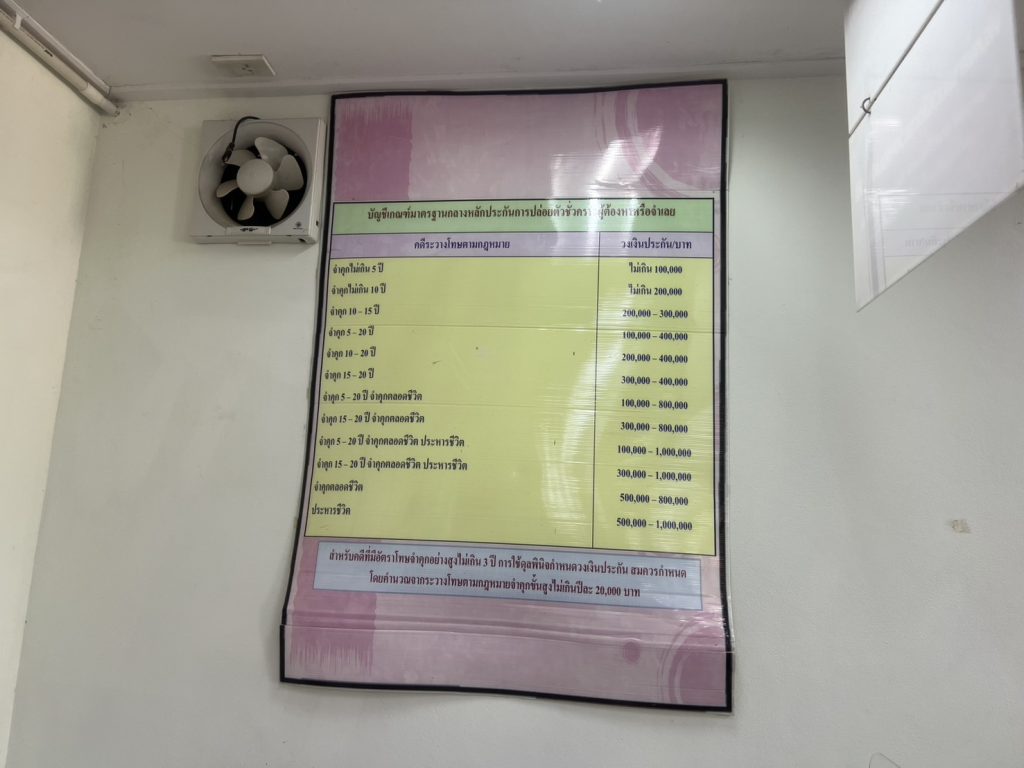 บัญชีเกณฑ์มาตรฐานกลางหลักประกันการปล่อยตัวชั่วคราวผู้ต้องหาหรือจำเลย
คดีระวางโทษตามกฎหมาย วงเงินประกัน/บาท
จำคุกไม่เกิน 5 ปี ไม่เกิน 100,000
จำคุกไม่เกิน 10 ปี ไม่เกิน 200,000
จำคุก 10 – 15 ปี 200,000 – 300,000
จำคุก 5 – 20 ปี 100,000 – 400,000
จำคุก 10 – 20 ปี 200,000 – 400,000
จำคุก 15 – 20 ปี 300,000 – 400,000
จำคุก 5 – 20 ปี จำคุกตลอดชีวิต 100,000 – 800,000
จำคุก 15 – 20 ปี จำคุกตลอดชีวิต 300,000 – 800,000
จำคุก 5 – 20 ปี จำคุกตลอดชีวิต ประหารชีวิต 100,000 – 1,000,000
จำคุก 15 – 20 ปี จำคุกตลอดชีวิต ประหารชีวิต 300,000 – 1,000,000
จำคุกตลอดชีวิต 500,000 – 800,000
ประหารชีวิต 500,000 – 1,000,000
สำหรับคดีที่มีอัตราโทษจำคุกอย่างสูงไม่เกิน 3 ปี การใช้ดุลพินิจกำหนดวงเงินประกัน สมควรกำหนด
โดยคำนวณจากระวางโทษตามกฎหมายจำคุกขั้นสูงไม่เกินปีละ 20,000 บาท